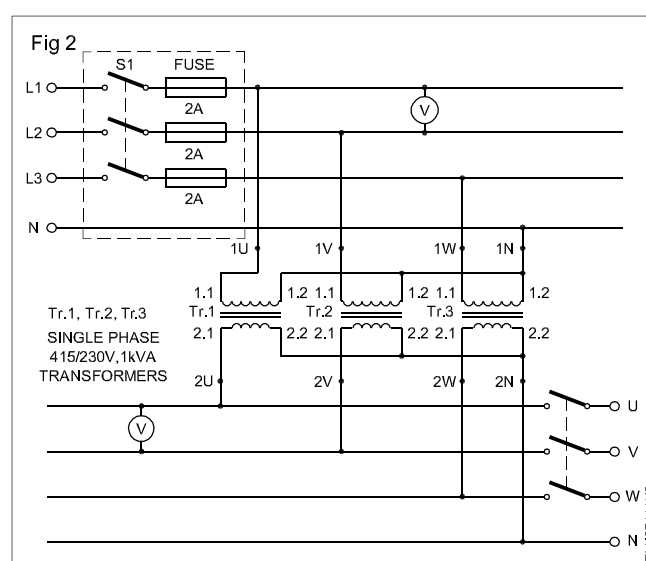 Fig 2
S1 FUSE
L1
2A
V
L2
2A
L3
2A
N
1U 1V 1W 1N
1.1 1.2 1.1 1.2 1.1 1.2
Tr.1 Tr.2 Tr.3
2.1 2.2 2.1 2.2 2.1 2.2
Tr.1, Tr.2, Tr.3
SINGLE PHASE
415/230V,1kVA
TRANSFORMERS
2U 2V 2W 2N
U
V
V
W
N